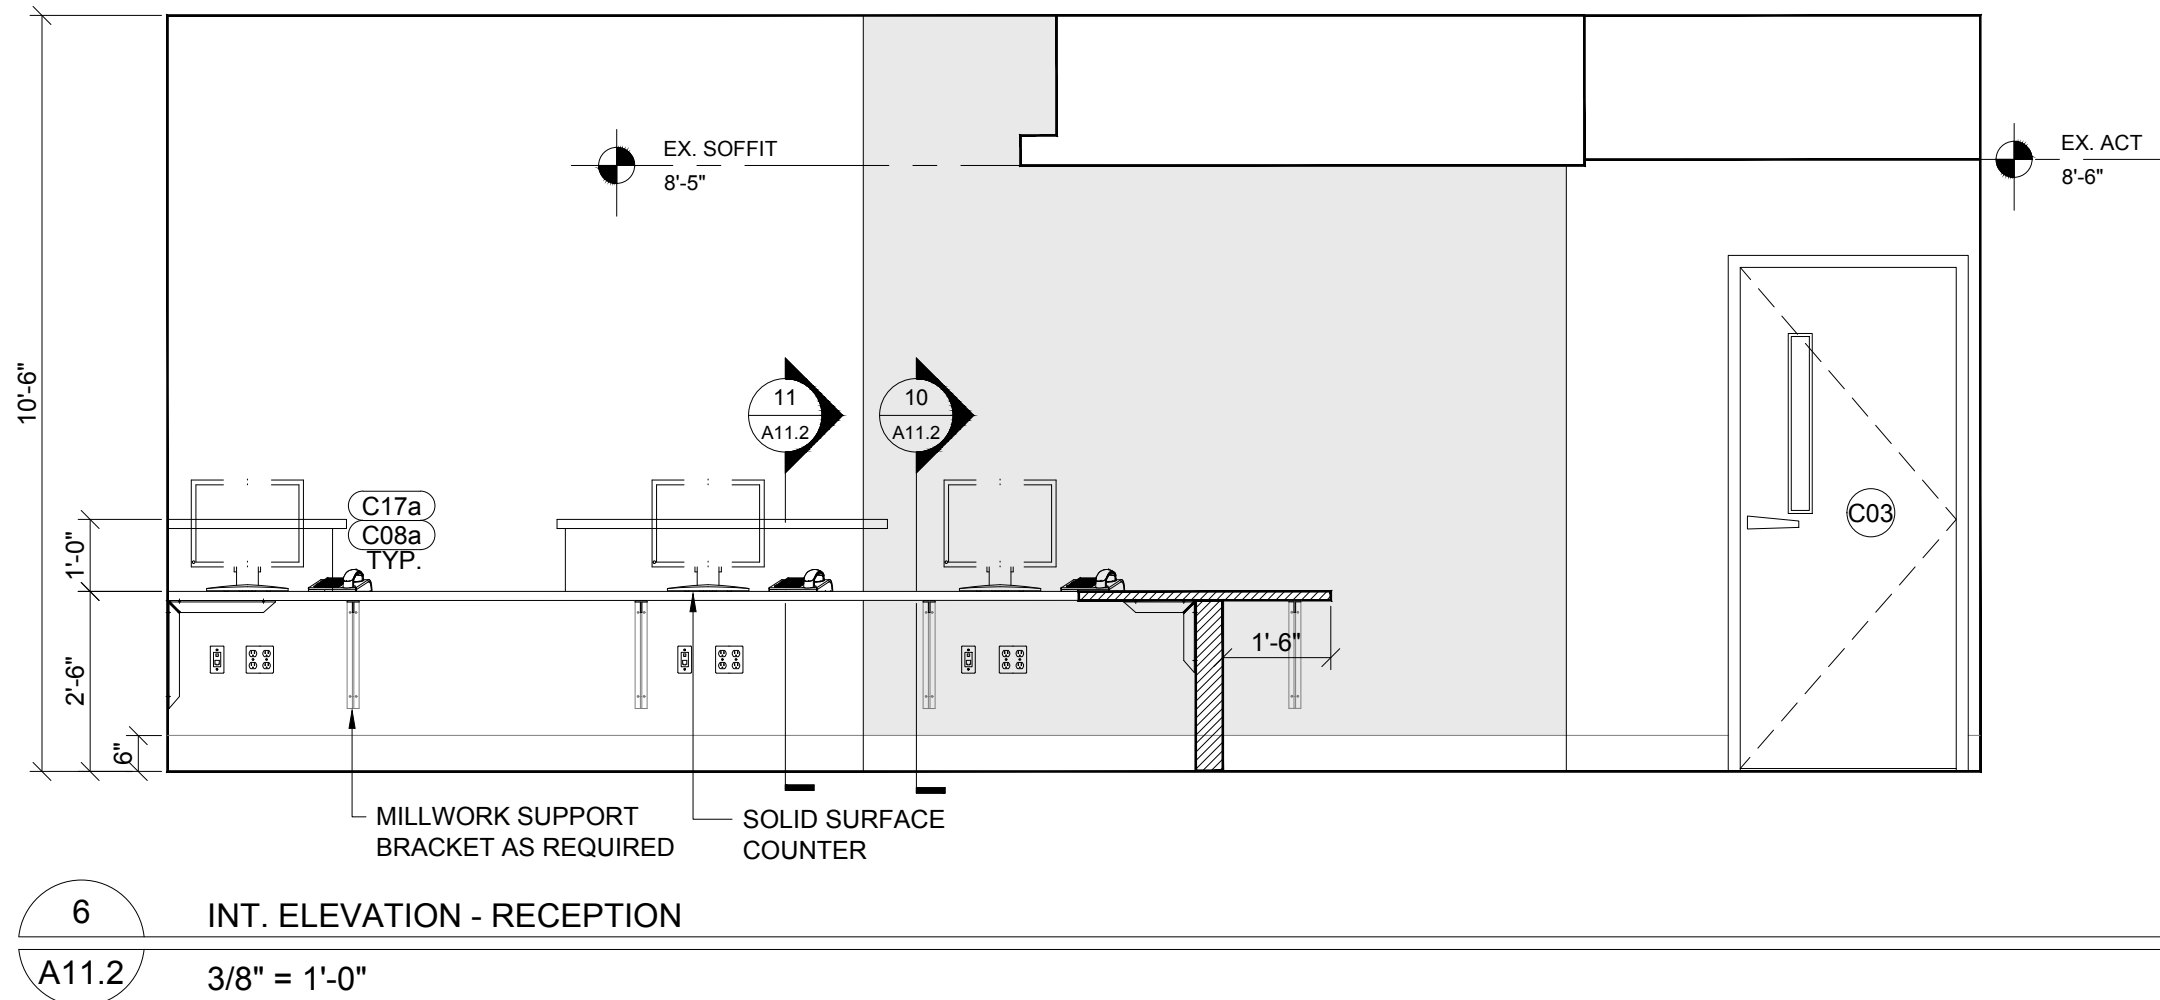 EX. SOFFIT
8'-5"
EX. ACT
8'-6"
10'-6"
11
A11.2
10
A11.2
C17a
C08a
TYP.
C03
1'-0"
2'-6"
6"
1'-6"
MILLWORK SUPPORT
BRACKET AS REQUIRED
SOLID SURFACE
COUNTER
6
INT. ELEVATION - RECEPTION
A11.2
3/8" = 1'-0"